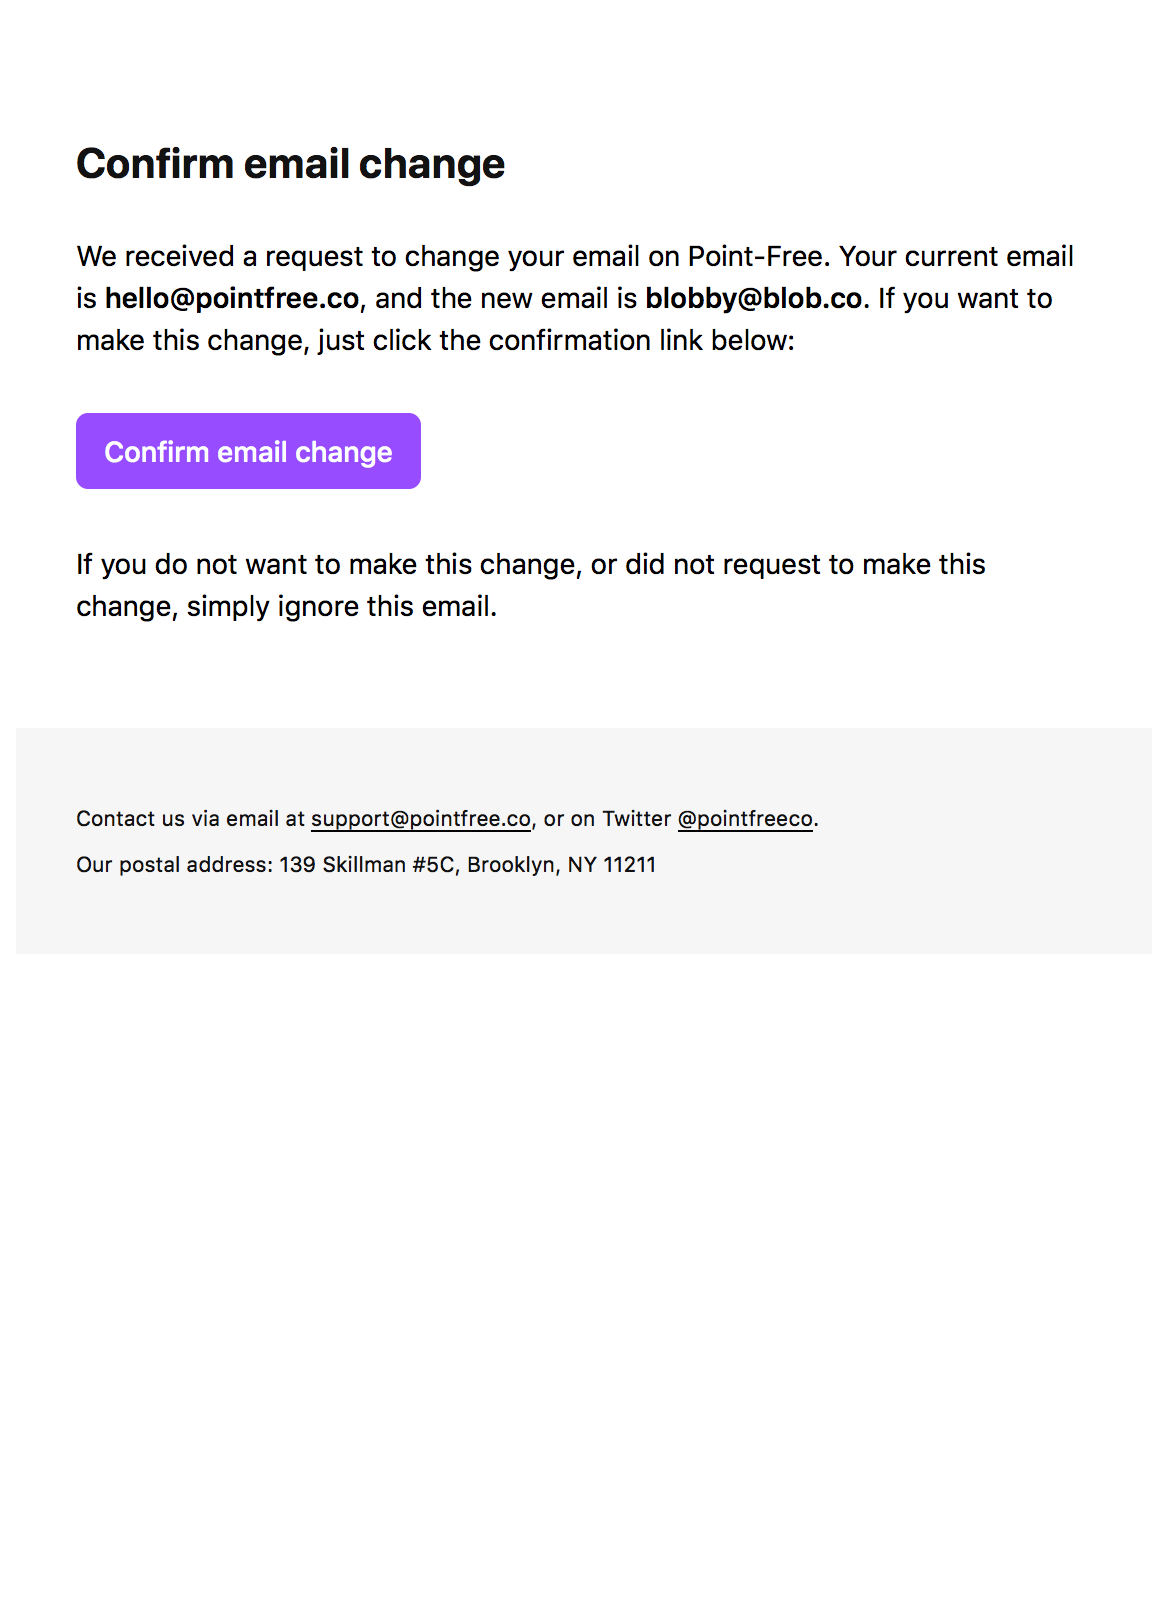 Confirm email change
We received a request to change your email on Point-Free. Your current email
is hello@pointfree.co, and the new email is blobby@blob.co. If you want to
make this change, just click the confirmation link below:
Confirm email change
If you do not want to make this change, or did not request to make this
change, simply ignore this email.
Contact us via email at support@pointfree.co, or on Twitter @pointfreeco.
Our postal address: 139 Skillman #5C, Brooklyn, NY 11211